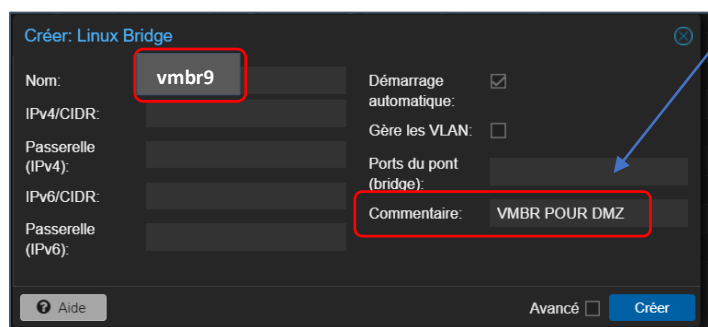 Créer: Linux Bridge
Nom: vmbr9
IPv4/CIDR:
Passerelle
(IPv4):
IPv6/CIDR:
Passerelle
(IPv6):
Démarrage
automatique:
Gère les VLAN:
Ports du pont
(bridge):
Commentaire: VMBR POUR DMZ
Aide
Avancé
Créer